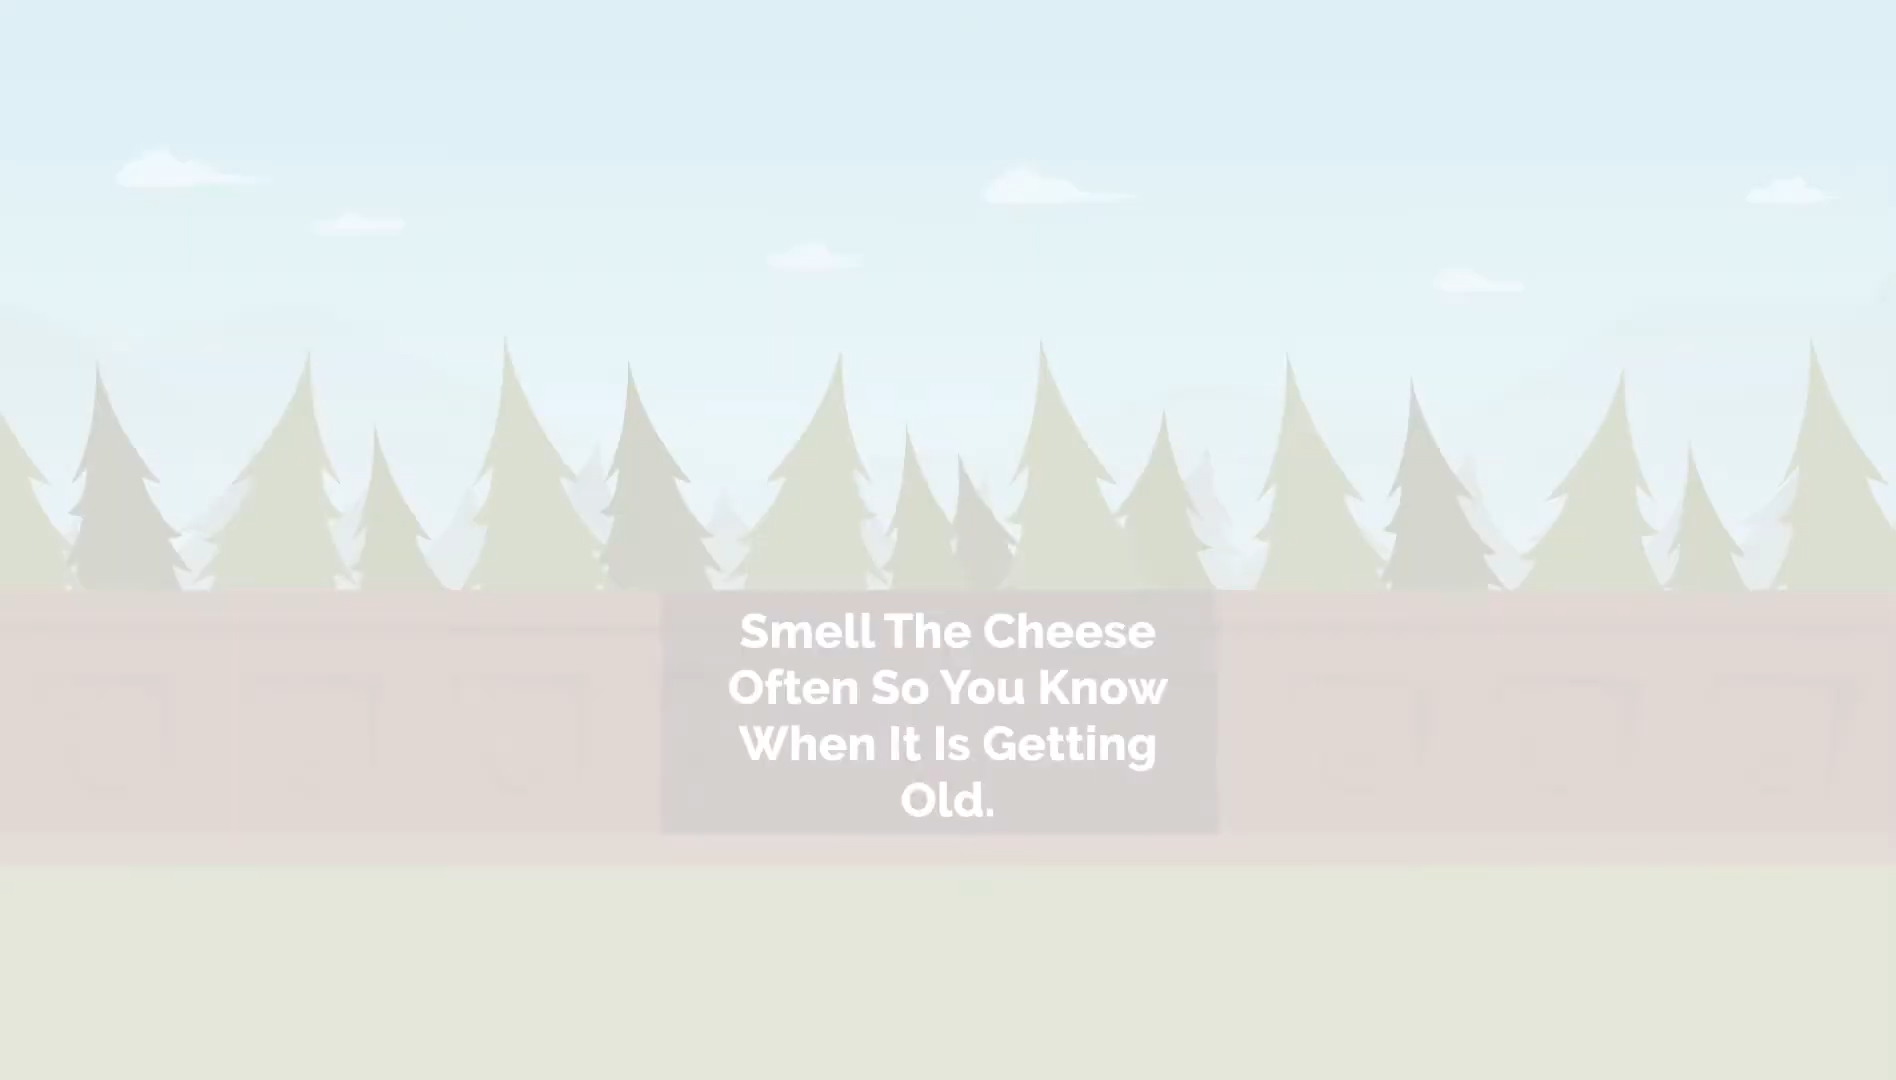 Smell The Cheese
Often So You Know
When It Is Getting
Old.